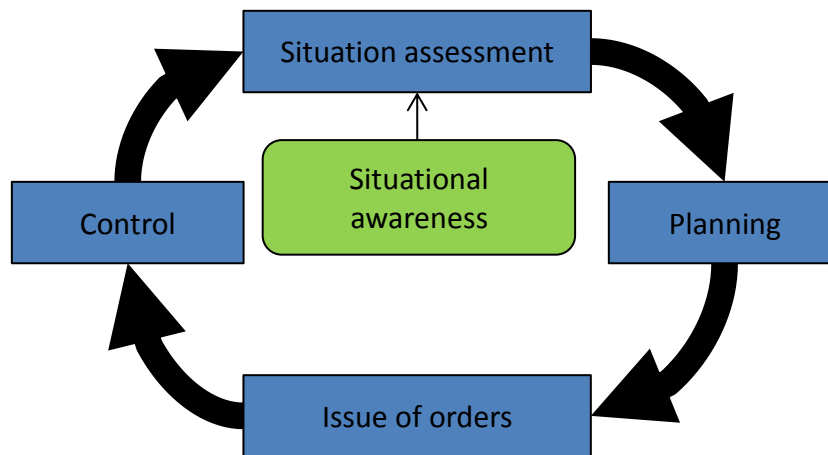 Situation assessment
Situational
awareness
Control
Planning
Issue of orders